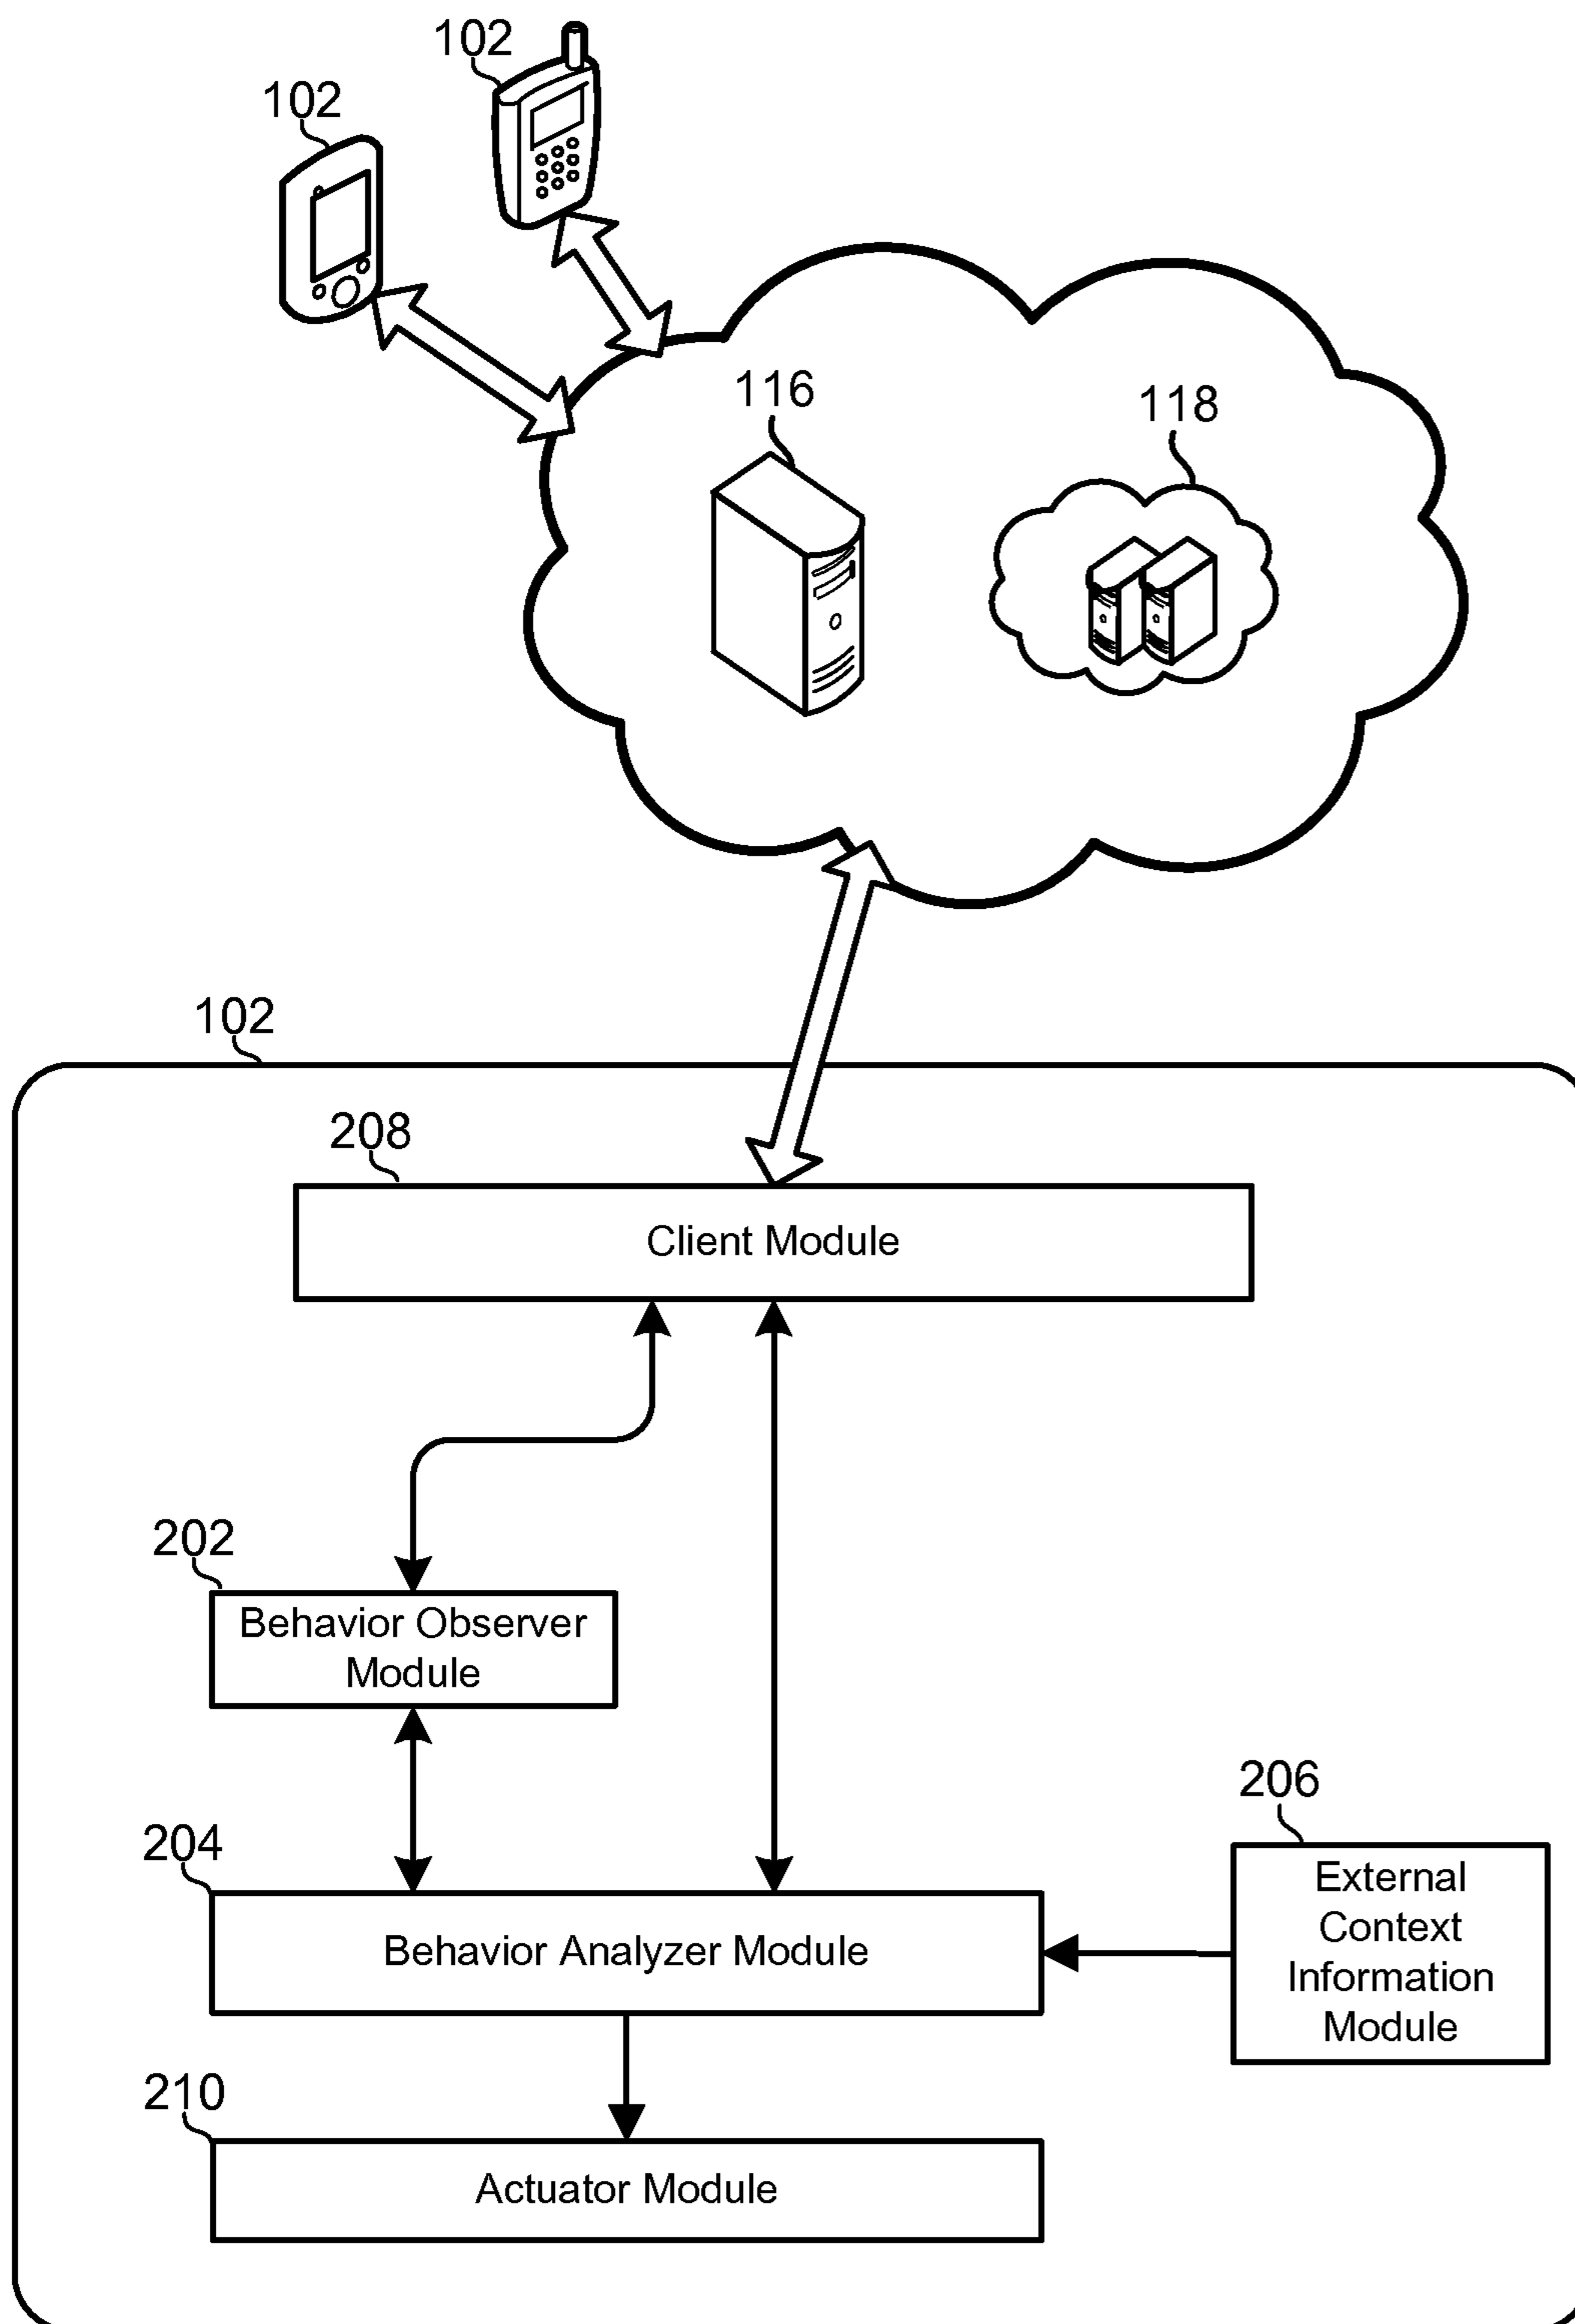 102
102
116
118
102
208
Client Module
202
Behavior Observer
Module
206
External
Context
Information
Module
204
Behavior Analyzer Module
210
Actuator Module